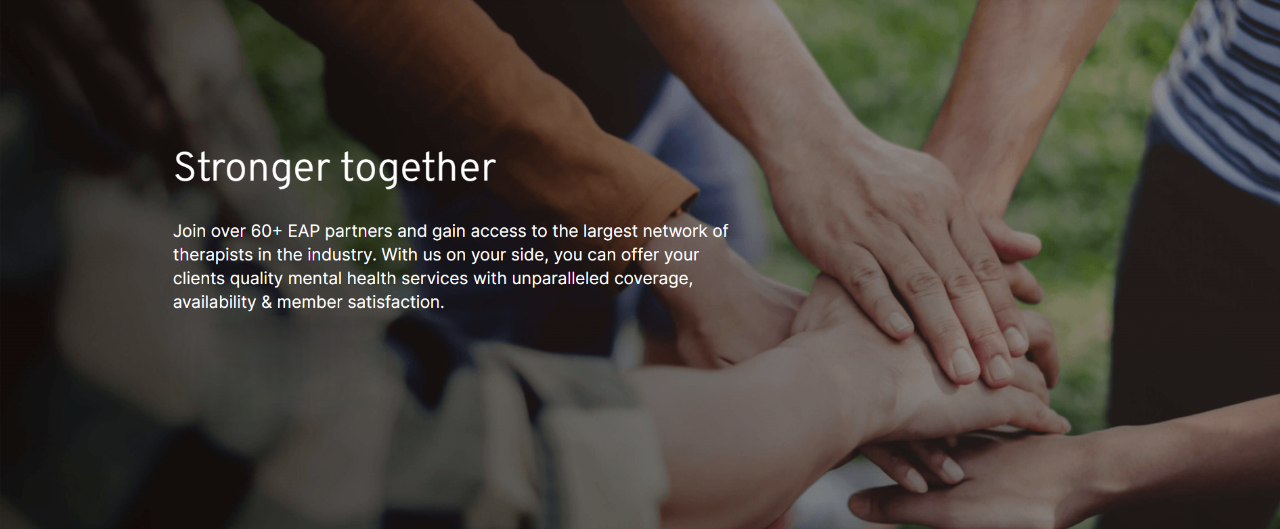 Stronger together
Join over 60+ EAP partners and gain access to the largest network of
therapists in the industry. With us on your side, you can offer your
clients quality mental health services with unparalleled coverage,
availability & member satisfaction.